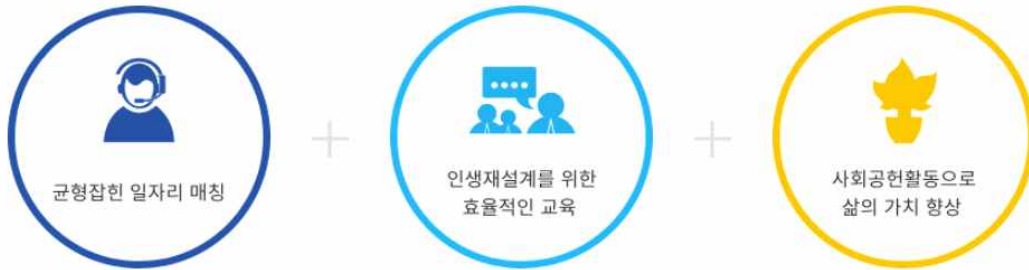 균형잡힌 일자리 매칭
인생재설계를 위한
효율적인 교육
사회공헌활동으로
삶의 가치 향상